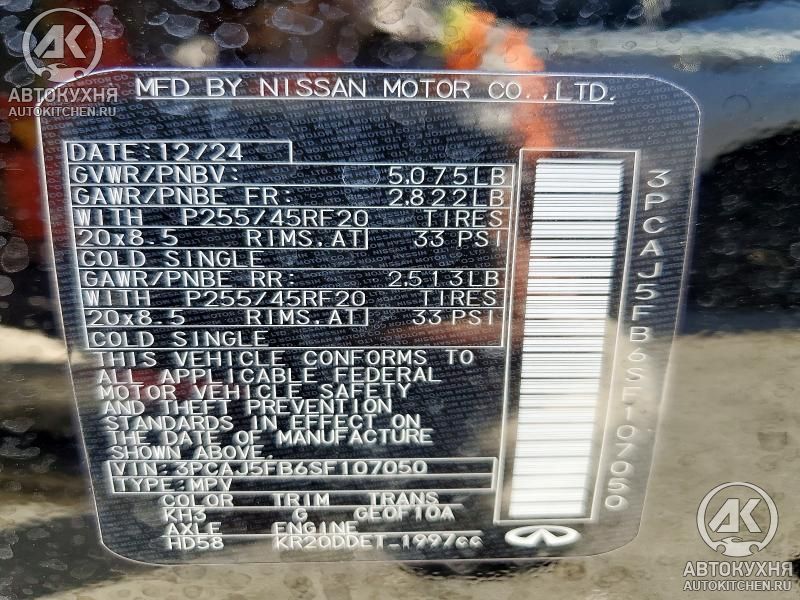 АК
АВТОКУХНЯ
AUTOKITCHEN.RU
MFD BY NISSAN MOTOR CO.,LTD.
DATE:12/24
GVWR/PNBV: 5,075LB
GAWR/PNBE FR: 2,822LB
WITH P255/45RF20 TIRES
20x8.5 RIMS.AT 33 PSI
COLD SINGLE
GAWR/PNBE RR: 2,513LB
WITH P255/45RF20 TIRES
20x8.5 RIMS.AT 33 PSI
COLD SINGLE
THIS VEHICLE CONFORMS TO
ALL APPLICABLE FEDERAL
MOTOR VEHICLE SAFETY
AND THEFT PREVENTION
STANDARDS IN EFFECT ON
THE DATE OF MANUFACTURE
SHOWN ABOVE.
VIN:3PCAJ5FB6SF107050
TYPE:MPV
COLOR TRIM TRANS
KH3 G GE0F10A
AXLE ENGINE
HD58 KR20DDET 1997cc
3PCAJ5FB6SF107050
АК
АВТОКУХНЯ
AUTOKITCHEN.RU